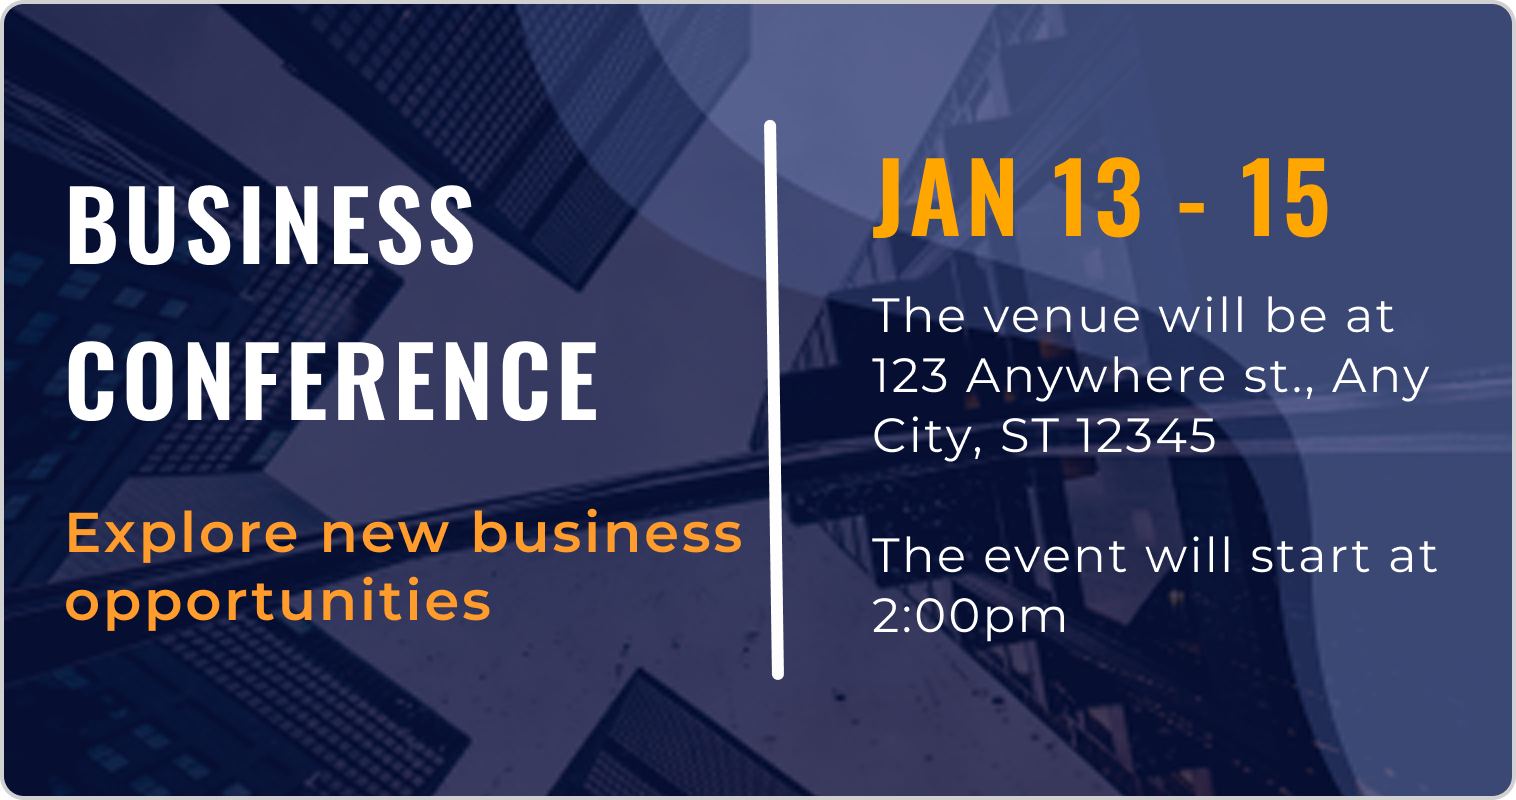 BUSINESS
CONFERENCE
Explore new business
opportunities
JAN 13 - 15
The venue will be at
123 Anywhere st., Any
City, ST 12345
The event will start at
2:00pm